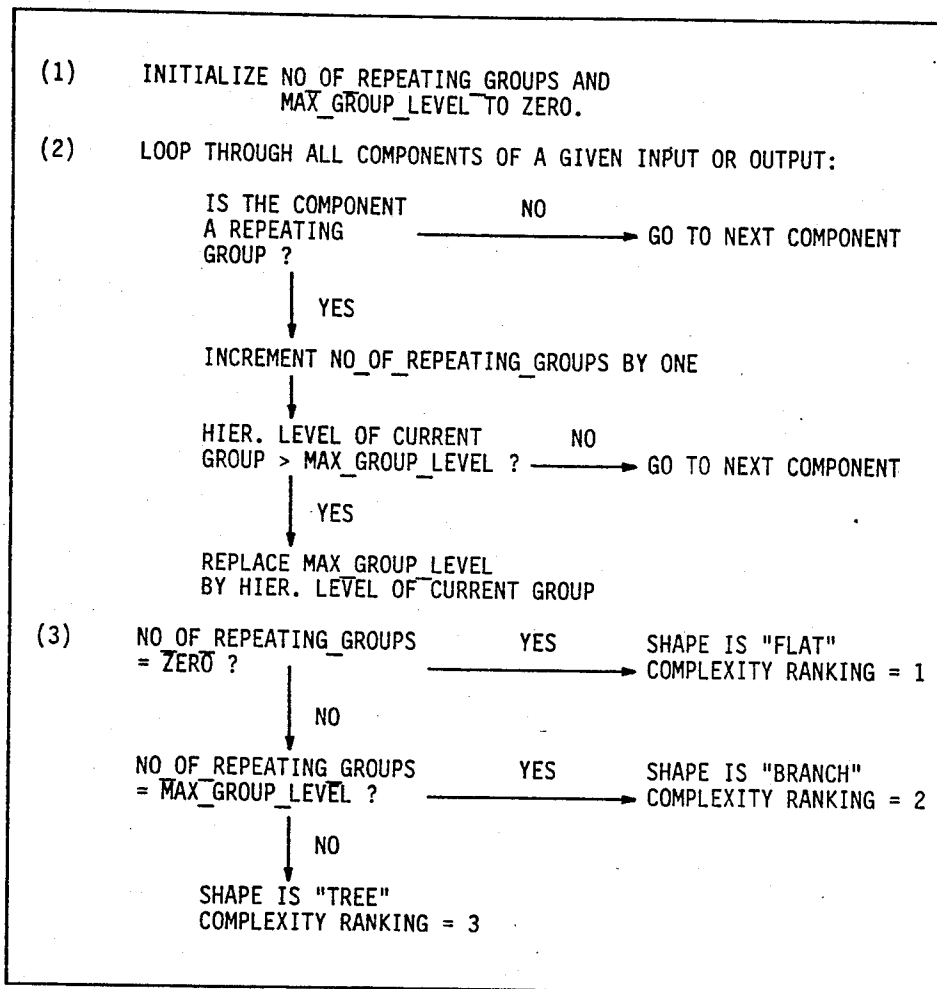 (1) INITIALIZE NO_OF_REPEATING_GROUPS AND
MAX_GROUP_LEVEL TO ZERO.
(2) LOOP THROUGH ALL COMPONENTS OF A GIVEN INPUT OR OUTPUT:
IS THE COMPONENT NO
A REPEATING
GROUP ? GO TO NEXT COMPONENT
YES
INCREMENT NO_OF_REPEATING_GROUPS BY ONE
HIER. LEVEL OF CURRENT NO
GROUP > MAX_GROUP_LEVEL ? GO TO NEXT COMPONENT
YES
REPLACE MAX_GROUP_LEVEL
BY HIER. LEVEL OF CURRENT GROUP
(3) NO_OF_REPEATING_GROUPS YES SHAPE IS "FLAT"
= ZERO ? COMPLEXITY RANKING = 1
NO
NO_OF_REPEATING_GROUPS YES SHAPE IS "BRANCH"
= MAX_GROUP_LEVEL ? COMPLEXITY RANKING = 2
NO
SHAPE IS "TREE"
COMPLEXITY RANKING = 3